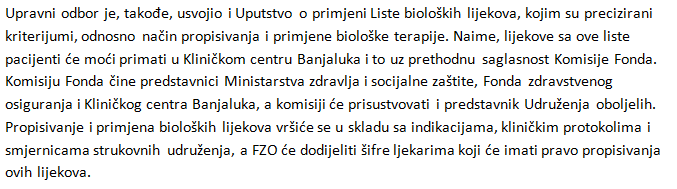 Upravni odbor je, takođe, usvojio i Uputstvo o primjeni Liste bioloških lijekova, kojim su precizirani
kriterijumi, odnosno način propisivanja i primjene biološke terapije. Naime, lijekove sa ove liste
pacijenti će moći primati u Kliničkom centru Banjaluka i to uz prethodnu saglasnost Komisije Fonda.
Komisiju Fonda čine predstavnici Ministarstva zdravlja i socijalne zaštite, Fonda zdravstvenog
osiguranja i Kliničkog centra Banjaluka, a komisiji će prisustvovati i predstavnik Udruženja oboljelih.
Propisivanje i primjena bioloških lijekova vršiće se u skladu sa indikacijama, kliničkim protokolima i
smjernicama strukovnih udruženja, a FZO će dodijeliti šifre ljekarima koji će imati pravo propisivanja
ovih lijekova.